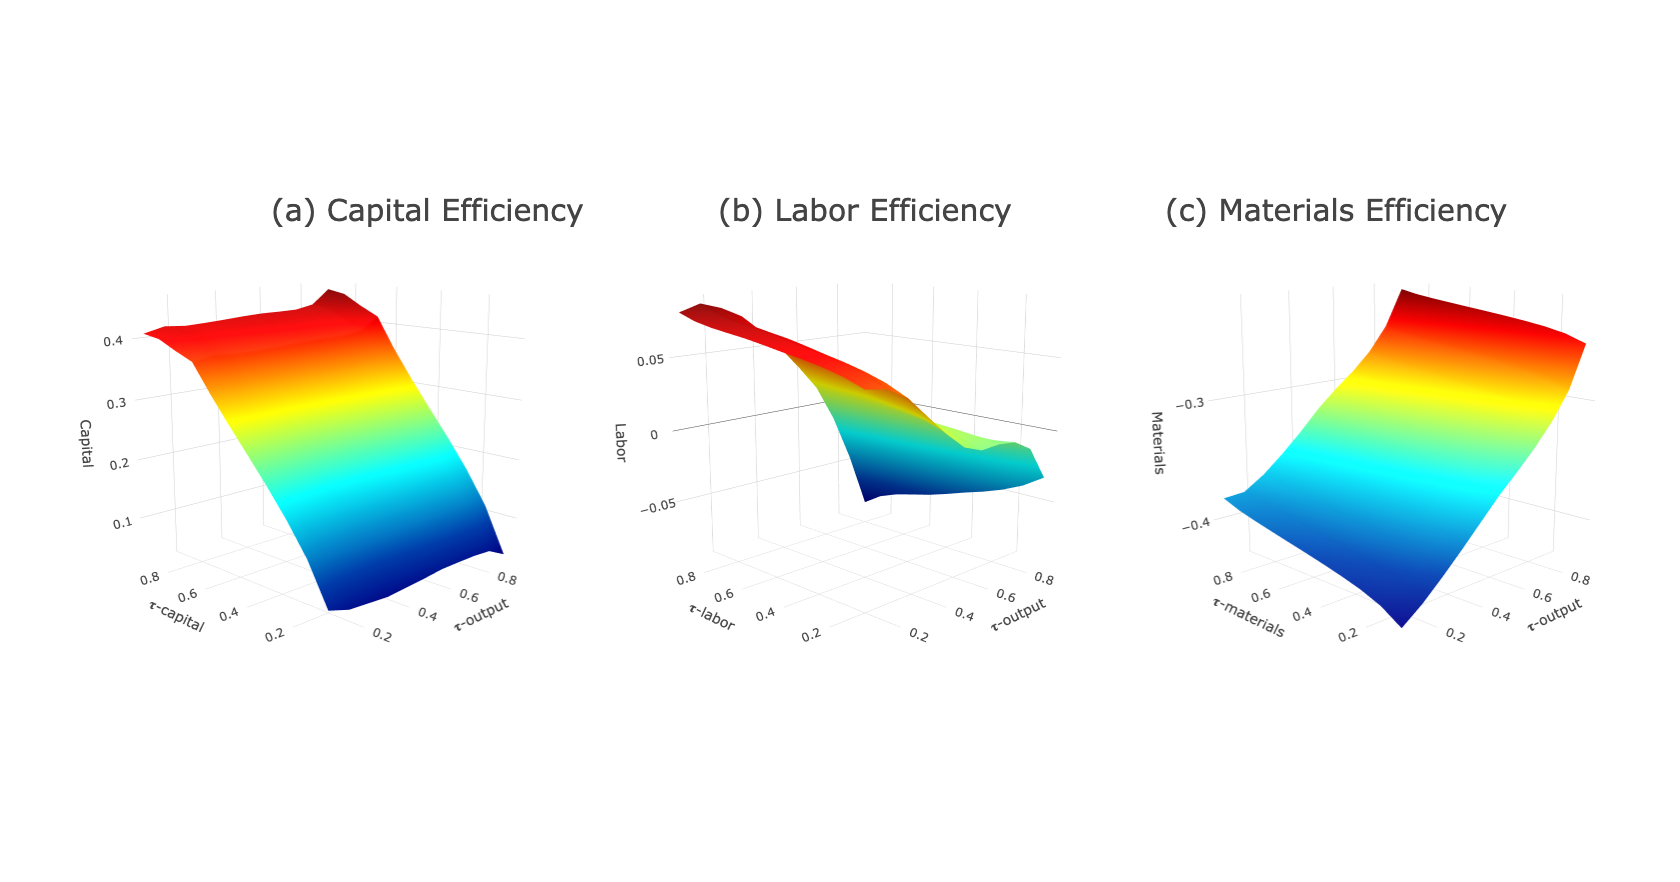 (a) Capital Efficiency
(b) Labor Efficiency
(c) Materials Efficiency
0.4
0.3
0.2
0.1
Capital
0.8
0.6
0.4
0.2
τ-capital
0.2
0.4
0.6
0.8
τ-output
0.05
0
−0.05
Labor
0.8
0.6
0.4
0.2
τ-labor
0.2
0.4
0.6
0.8
τ-output
−0.3
−0.4
Materials
0.8
0.6
0.4
0.2
τ-materials
0.2
0.4
0.6
0.8
τ-output